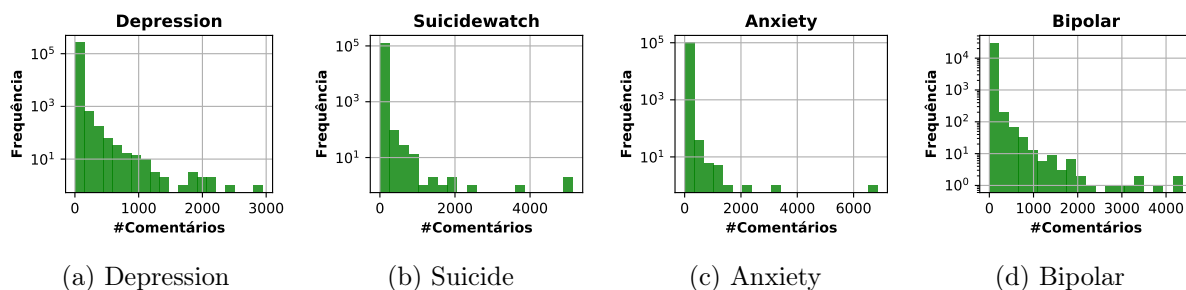 Depression
Frequência
10^5
10^3
10^1
0 1000 2000 3000
#Comentários
(a) Depression
Suicidewatch
Frequência
10^5
10^3
10^1
0 2000 4000
#Comentários
(b) Suicide
Anxiety
Frequência
10^5
10^3
10^1
0 2000 4000 6000
#Comentários
(c) Anxiety
Bipolar
Frequência
10^4
10^3
10^2
10^1
10^0
0 1000 2000 3000 4000
#Comentários
(d) Bipolar